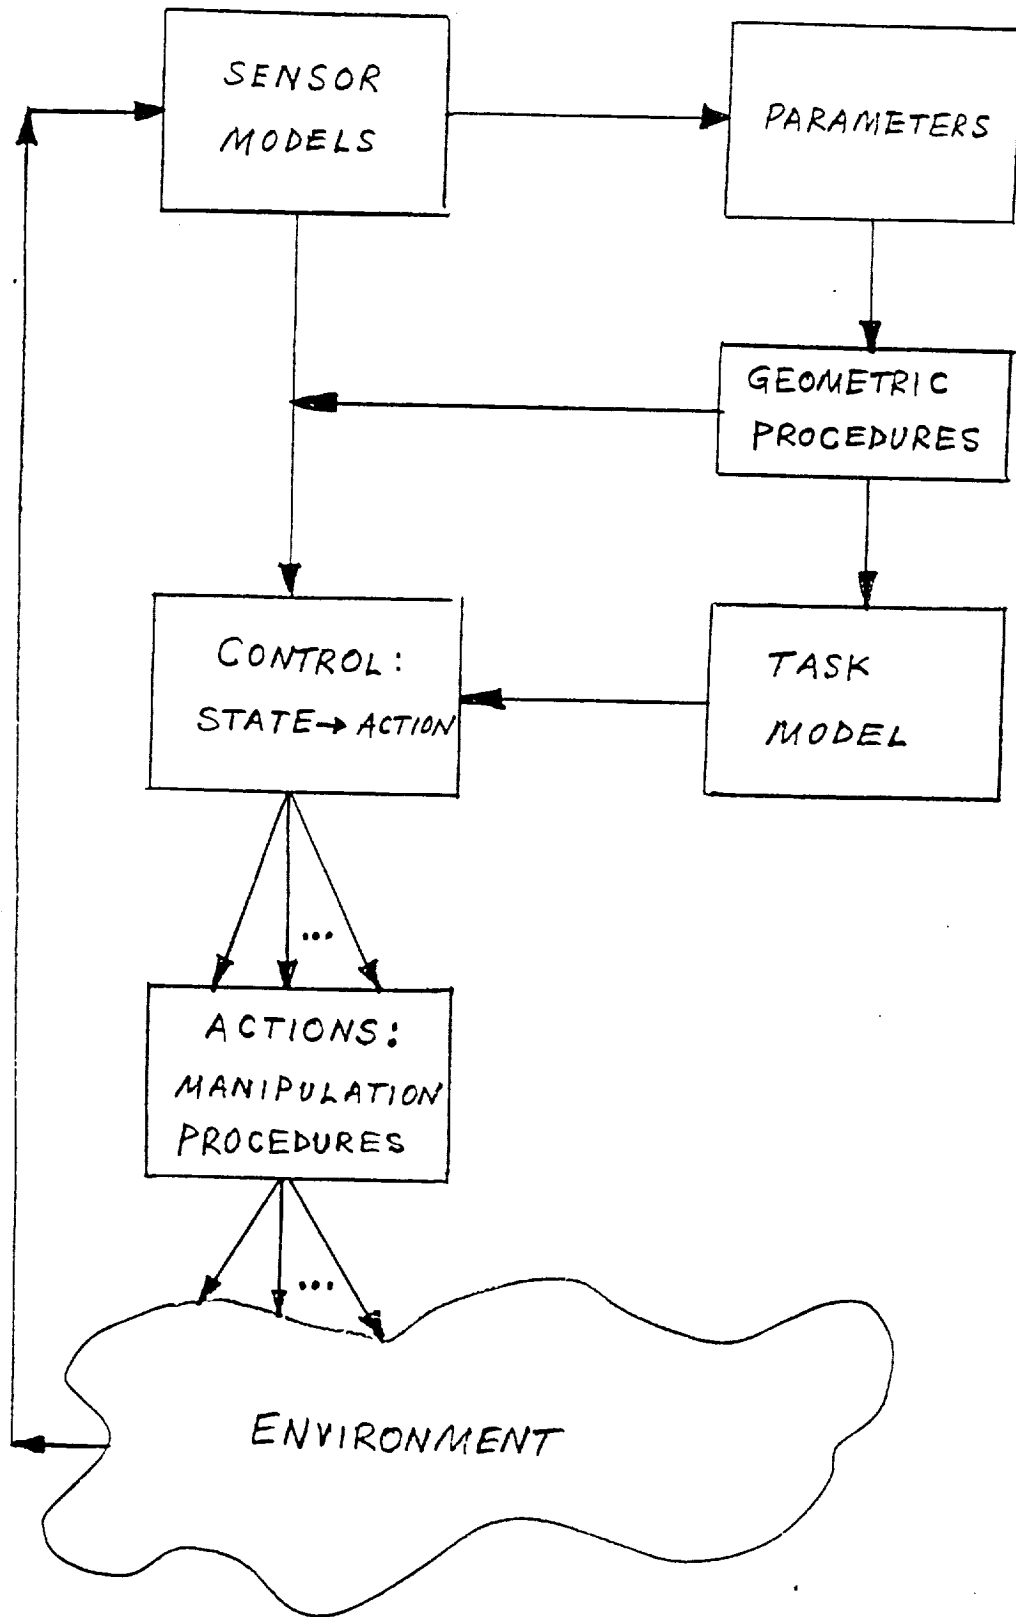 SENSOR
MODELS
PARAMETERS
GEOMETRIC
PROCEDURES
CONTROL:
STATE→ ACTION
TASK
MODEL
...
ACTIONS:
MANIPULATION
PROCEDURES
...
ENVIRONMENT